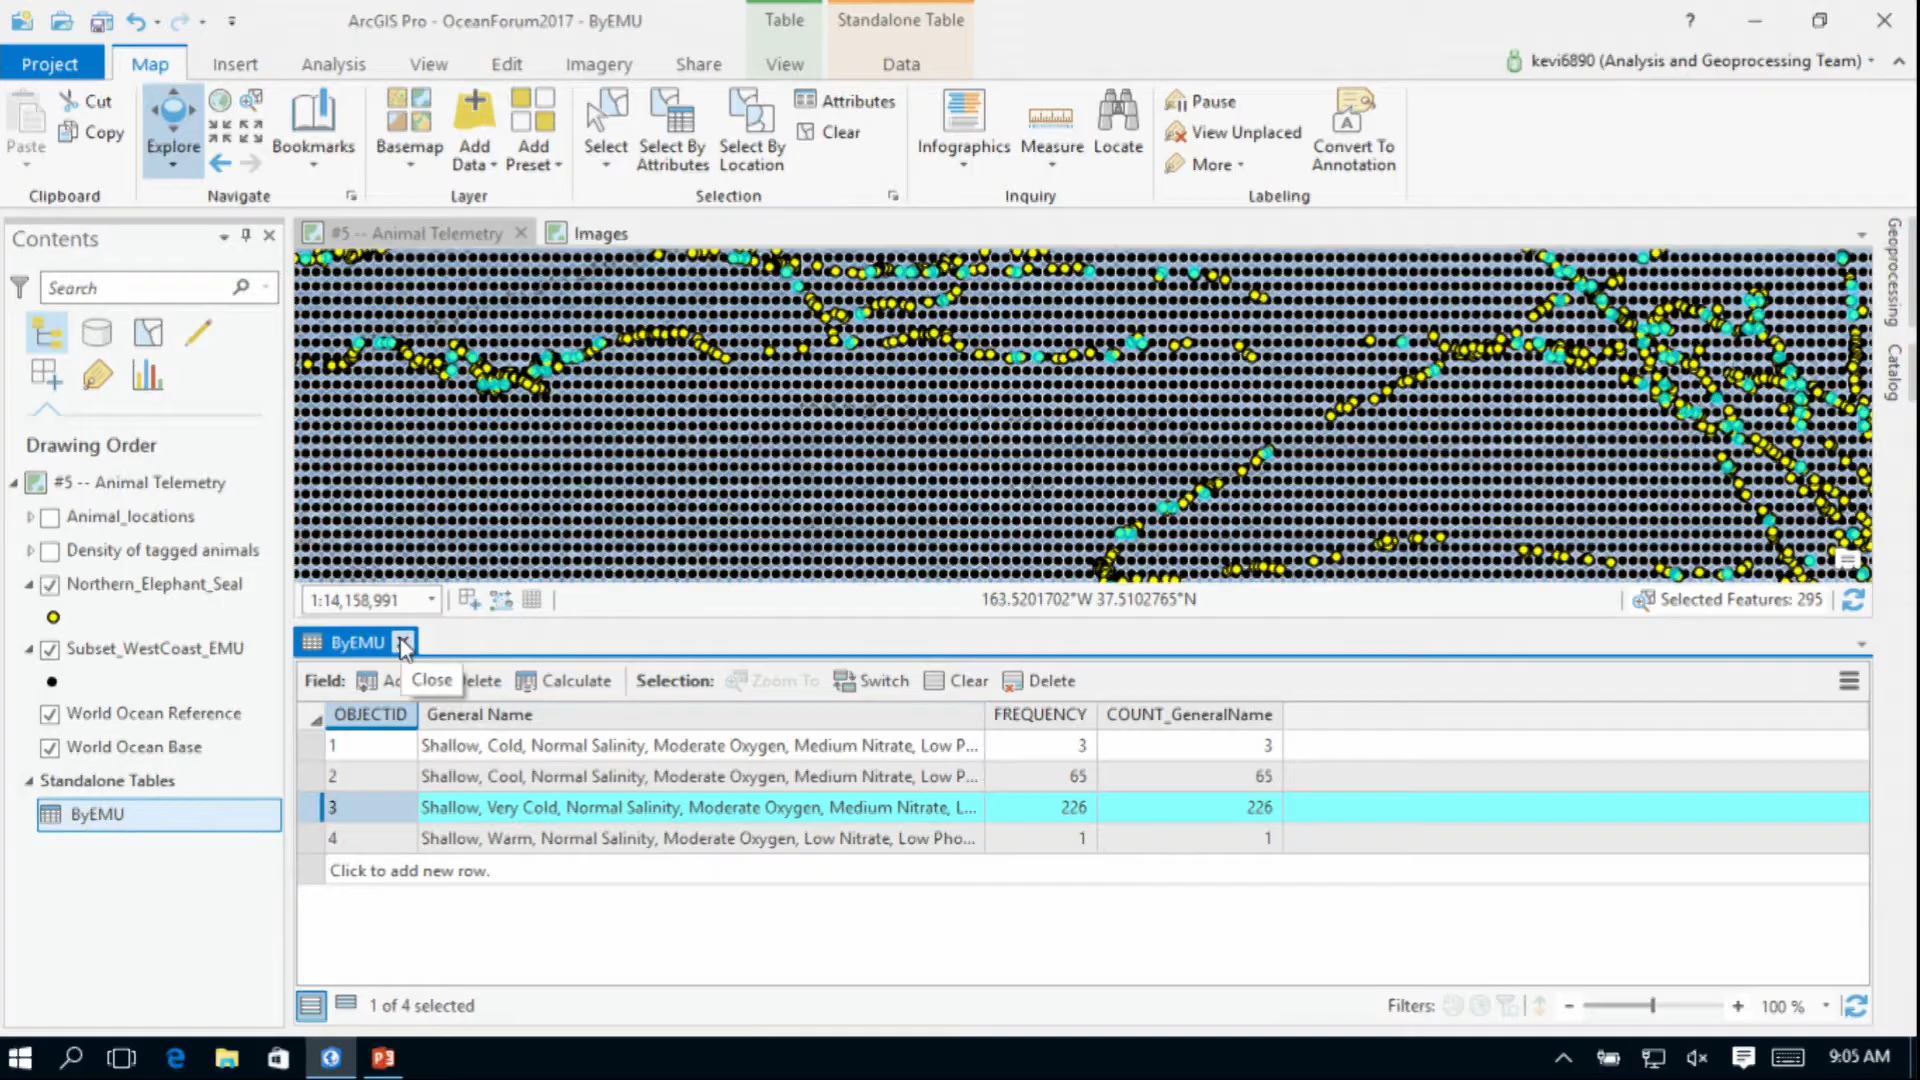 ArcGIS Pro - OceanForum2017 - ByEMU
Table
Standalone Table
?
Project
Map
Insert
Analysis
View
Edit
Imagery
Share
View
Data
kevi6890 (Analysis and Geoprocessing Team)
Paste
Cut
Copy
Clipboard
Explore
Bookmarks
Navigate
Basemap
Add Data
Add Preset
Layer
Select
Select By Attributes
Select By Location
Attributes
Clear
Selection
Infographics
Measure
Locate
Inquiry
Pause
View Unplaced
More
Convert To Annotation
Labeling
Contents
Search
Drawing Order
#5 -- Animal Telemetry
Animal_locations
Density of tagged animals
Northern_Elephant_Seal
Subset_WestCoast_EMU
World Ocean Reference
World Ocean Base
Standalone Tables
ByEMU
#5 -- Animal Telemetry
Images
Geoprocessing
Catalog
1:14,158,991
163.5201702°W 37.5102765°N
Selected Features: 295
ByEMU
Close
Field:
Calculate
Selection:
Zoom To
Switch
Clear
Delete
OBJECTID General Name FREQUENCY COUNT_GeneralName
1 Shallow, Cold, Normal Salinity, Moderate Oxygen, Medium Nitrate, Low P... 3 3
2 Shallow, Cool, Normal Salinity, Moderate Oxygen, Medium Nitrate, Low P... 65 65
3 Shallow, Very Cold, Normal Salinity, Moderate Oxygen, Medium Nitrate, L... 226 226
4 Shallow, Warm, Normal Salinity, Moderate Oxygen, Low Nitrate, Low Pho... 1 1
Click to add new row.
1 of 4 selected
Filters:
- + 100 %
9:05 AM